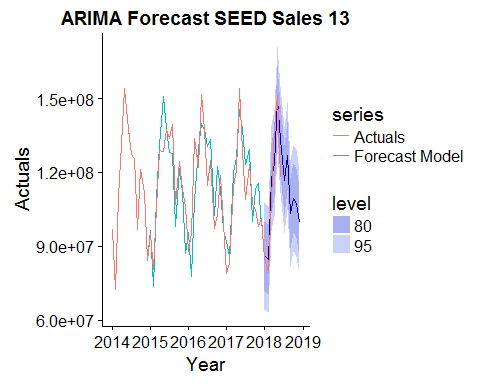 ARIMA Forecast SEED Sales 13
1.5e+08
1.2e+08
9.0e+07
6.0e+07
Actuals
2014 2015 2016 2017 2018 2019
Year
series
Actuals
Forecast Model
level
80
95